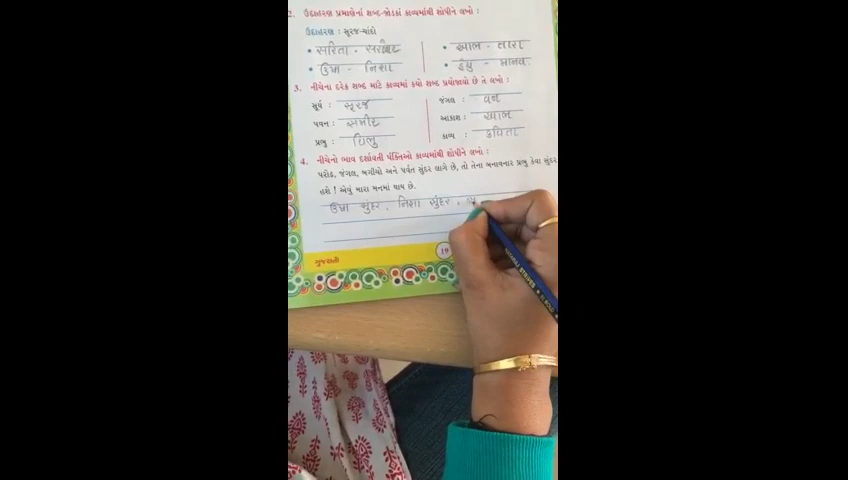 2. ઉદાહરણ પ્રમાણેનાં શબ્દ-જોડકાં કાવ્યમાંથી શોધીને લખો :
ઉદાહરણ : સૂરજ-ચાંદો
• સરિતા - સરોવર • આભ - તારા
• ઉષા - નિશા • - માનવ
3. નીચેના દરેક શબ્દ માટે કાવ્યમાં કયો શબ્દ પ્રયોજાયો છે તે લખો :
સૂર્ય : સૂરજ જંગલ : વન
પવન : સમીર આકાશ : આભ
પ્રભુ : વિભુ કાવ્ય : કવિતા
4. નીચેનો ભાવ દર્શાવતી પંક્તિઓ કાવ્યમાંથી શોધીને લખો :
પરોઢ, જંગલ, બગીચો અને પર્વત સુંદર લાગે છે, તો તેના બનાવનાર પ્રભુ કેવા સુંદર
હશે ! એવું મારા મનમાં થાય છે.
ઉષા સુંદર, નિશા સુંદર,
ગુજરાતી